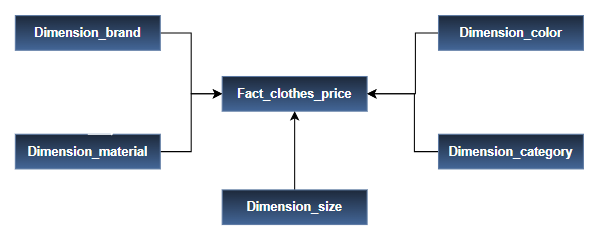 Dimension_brand
Dimension_color
Fact_clothes_price
Dimension_material
Dimension_category
Dimension_size